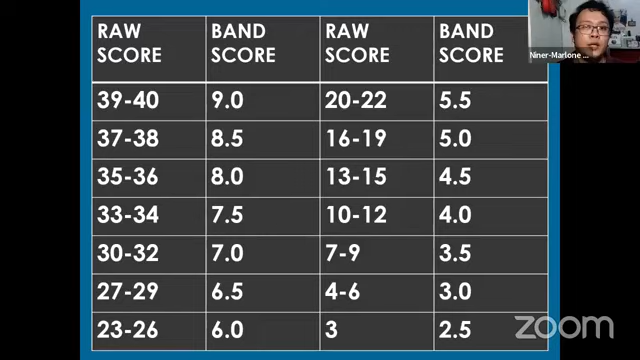 RAW SCORE BAND SCORE RAW SCORE BAND SCORE
39-40 9.0 20-22 5.5
37-38 8.5 16-19 5.0
35-36 8.0 13-15 4.5
33-34 7.5 10-12 4.0
30-32 7.0 7-9 3.5
27-29 6.5 4-6 3.0
23-26 6.0 3 2.5
Niner-Marlone ...
zoom